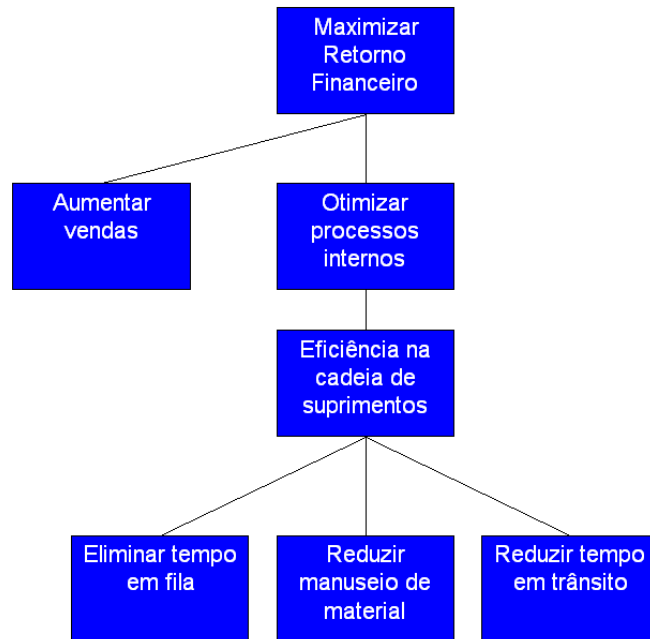 Maximizar
Retorno
Financeiro
Aumentar
vendas
Otimizar
processos
internos
Eficiência na
cadeia de
suprimentos
Eliminar tempo
em fila
Reduzir
manuseio de
material
Reduzir tempo
em trânsito